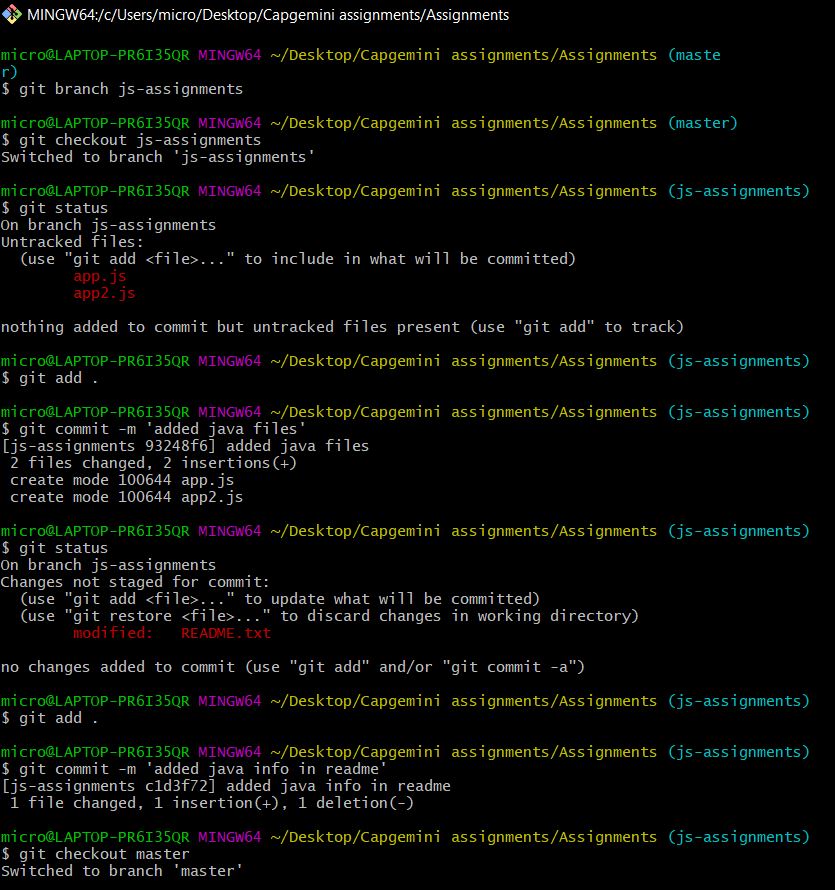 MINGW64:/c/Users/micro/Desktop/Capgemini assignments/Assignments
micro@LAPTOP-PR6I35QR MINGW64 ~/Desktop/Capgemini assignments/Assignments (maste
r)
$ git branch js-assignments
micro@LAPTOP-PR6I35QR MINGW64 ~/Desktop/Capgemini assignments/Assignments (master)
$ git checkout js-assignments
Switched to branch 'js-assignments'
micro@LAPTOP-PR6I35QR MINGW64 ~/Desktop/Capgemini assignments/Assignments (js-assignments)
$ git status
On branch js-assignments
Untracked files:
  (use "git add <file>..." to include in what will be committed)
        app.js
        app2.js
nothing added to commit but untracked files present (use "git add" to track)
micro@LAPTOP-PR6I35QR MINGW64 ~/Desktop/Capgemini assignments/Assignments (js-assignments)
$ git add .
micro@LAPTOP-PR6I35QR MINGW64 ~/Desktop/Capgemini assignments/Assignments (js-assignments)
$ git commit -m 'added java files'
[js-assignments 93248f6] added java files
 2 files changed, 2 insertions(+)
 create mode 100644 app.js
 create mode 100644 app2.js
micro@LAPTOP-PR6I35QR MINGW64 ~/Desktop/Capgemini assignments/Assignments (js-assignments)
$ git status
On branch js-assignments
Changes not staged for commit:
  (use "git add <file>..." to update what will be committed)
  (use "git restore <file>..." to discard changes in working directory)
        modified:   README.txt
no changes added to commit (use "git add" and/or "git commit -a")
micro@LAPTOP-PR6I35QR MINGW64 ~/Desktop/Capgemini assignments/Assignments (js-assignments)
$ git add .
micro@LAPTOP-PR6I35QR MINGW64 ~/Desktop/Capgemini assignments/Assignments (js-assignments)
$ git commit -m 'added java info in readme'
[js-assignments c1d3f72] added java info in readme
 1 file changed, 1 insertion(+), 1 deletion(-)
micro@LAPTOP-PR6I35QR MINGW64 ~/Desktop/Capgemini assignments/Assignments (js-assignments)
$ git checkout master
Switched to branch 'master'